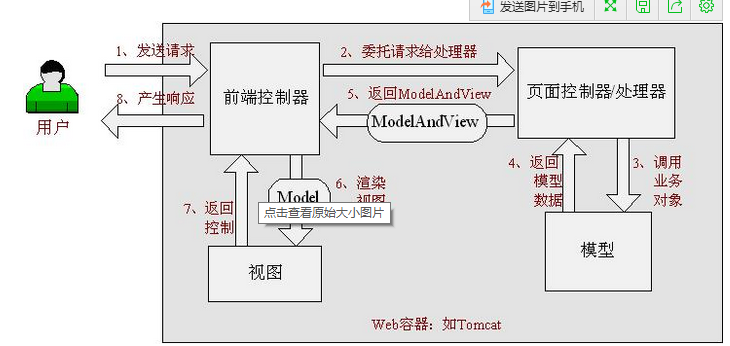 发送图片到手机
1、发送请求
2、委托请求给处理器
8、产生响应
前端控制器
5、返回ModelAndView
ModelAndView
页面控制器/处理器
用户
4、返回
模型
数据
3、调用
业务
对象
6、渲染
视图
Model
点击查看原始大小图片
7、返回
控制
视图
模型
Web容器：如Tomcat